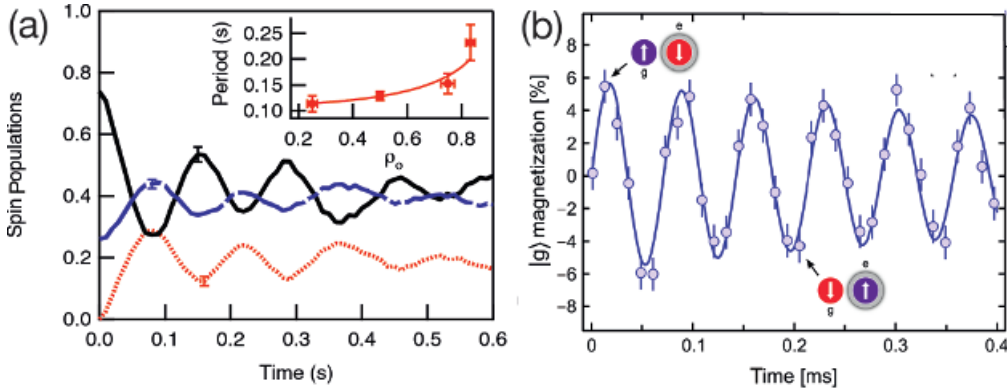 (a)
Spin Populations
1.0
0.8
0.6
0.4
0.2
0.0
0.0 0.1 0.2 0.3 0.4 0.5 0.6
Time (s)
Period (s)
0.25
0.20
0.15
0.10
0.2 0.4 0.6 0.8
ρ₀
(b)
|g⟩ magnetization [%]
8
6
4
2
0
-2
-4
-6
-8
0 0.1 0.2 0.3 0.4
Time [ms]
e
g
e
g